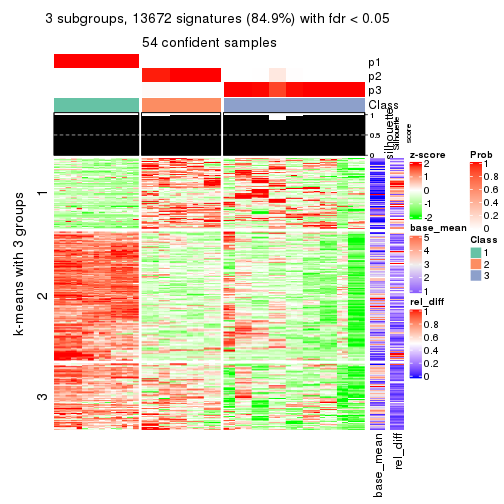 3 subgroups, 13672 signatures (84.9%) with fdr < 0.05
54 confident samples
p1
p2
p3
Class
1
0.5
0
silhouette
Silhouette
score
k-means with 3 groups
1
2
3
base_mean
rel_diff
z-score
2
1
0
-1
-2
base_mean
5
4
3
2
1
rel_diff
1
0.8
0.6
0.4
0.2
0
Prob
1
0.8
0.6
0.4
0.2
0
Class
1
2
3